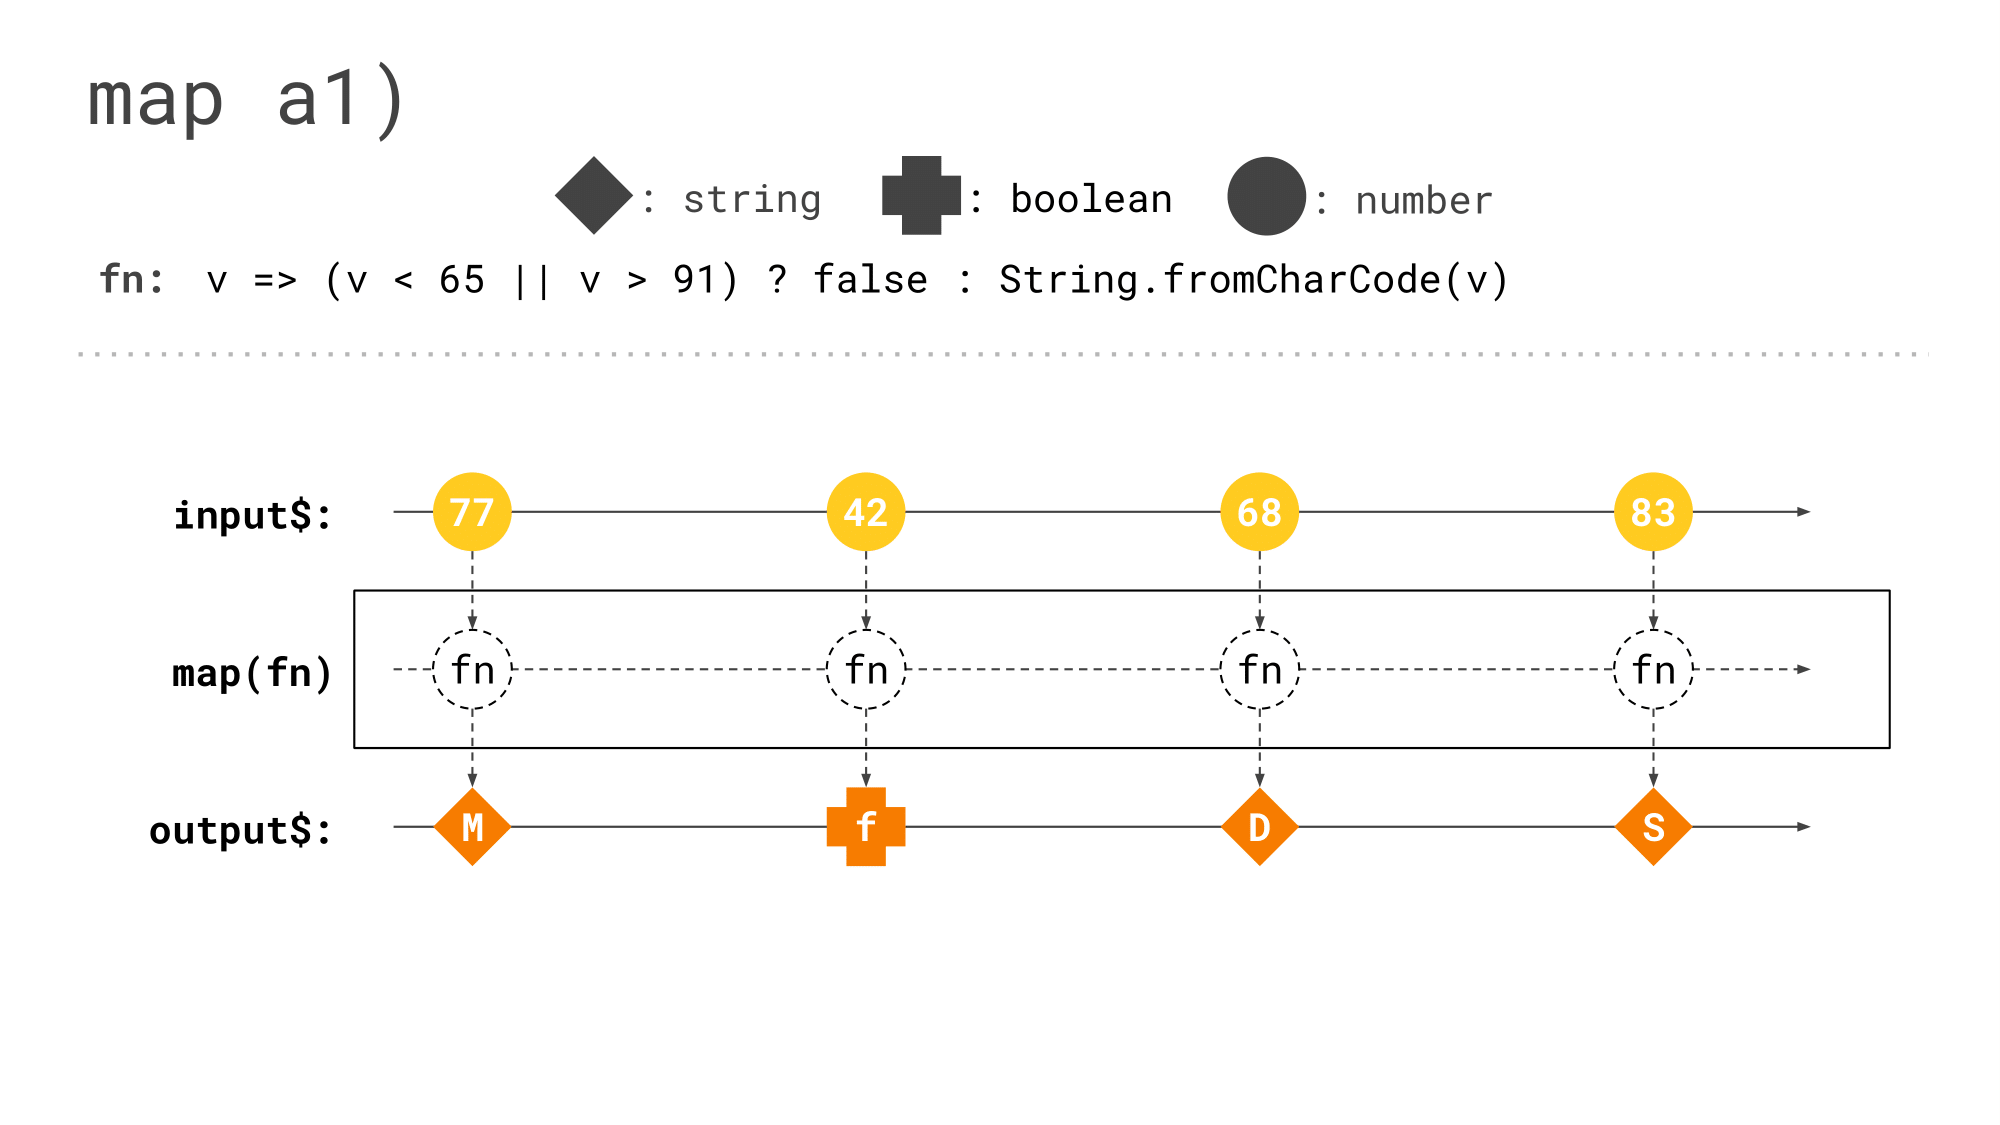 map a1)
: string : boolean : number
fn: v => (v < 65 || v > 91) ? false : String.fromCharCode(v)
input$: 77 42 68 83
map(fn) fn fn fn fn
output$: M f D S